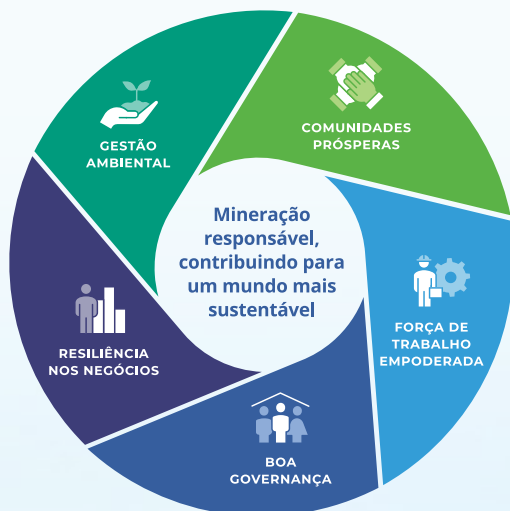 Mineração
responsável,
contribuindo para
um mundo mais
sustentável
COMUNIDADES
PRÓSPERAS
FORÇA DE
TRABALHO
EMPODERADA
BOA
GOVERNANÇA
RESILIÊNCIA
NOS NEGÓCIOS
GESTÃO
AMBIENTAL